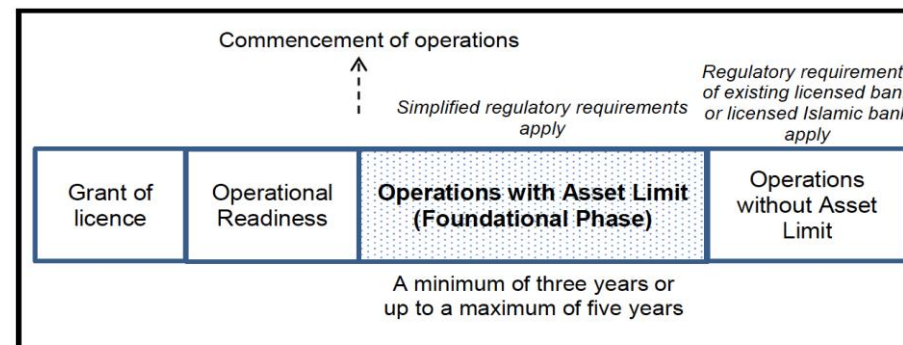 Commencement of operations
Simplified regulatory requirements
apply
Regulatory requirement
of existing licensed bank
or licensed Islamic bank
apply
Grant of
licence
Operational
Readiness
Operations with Asset Limit
(Foundational Phase)
Operations
without Asset
Limit
A minimum of three years or
up to a maximum of five years